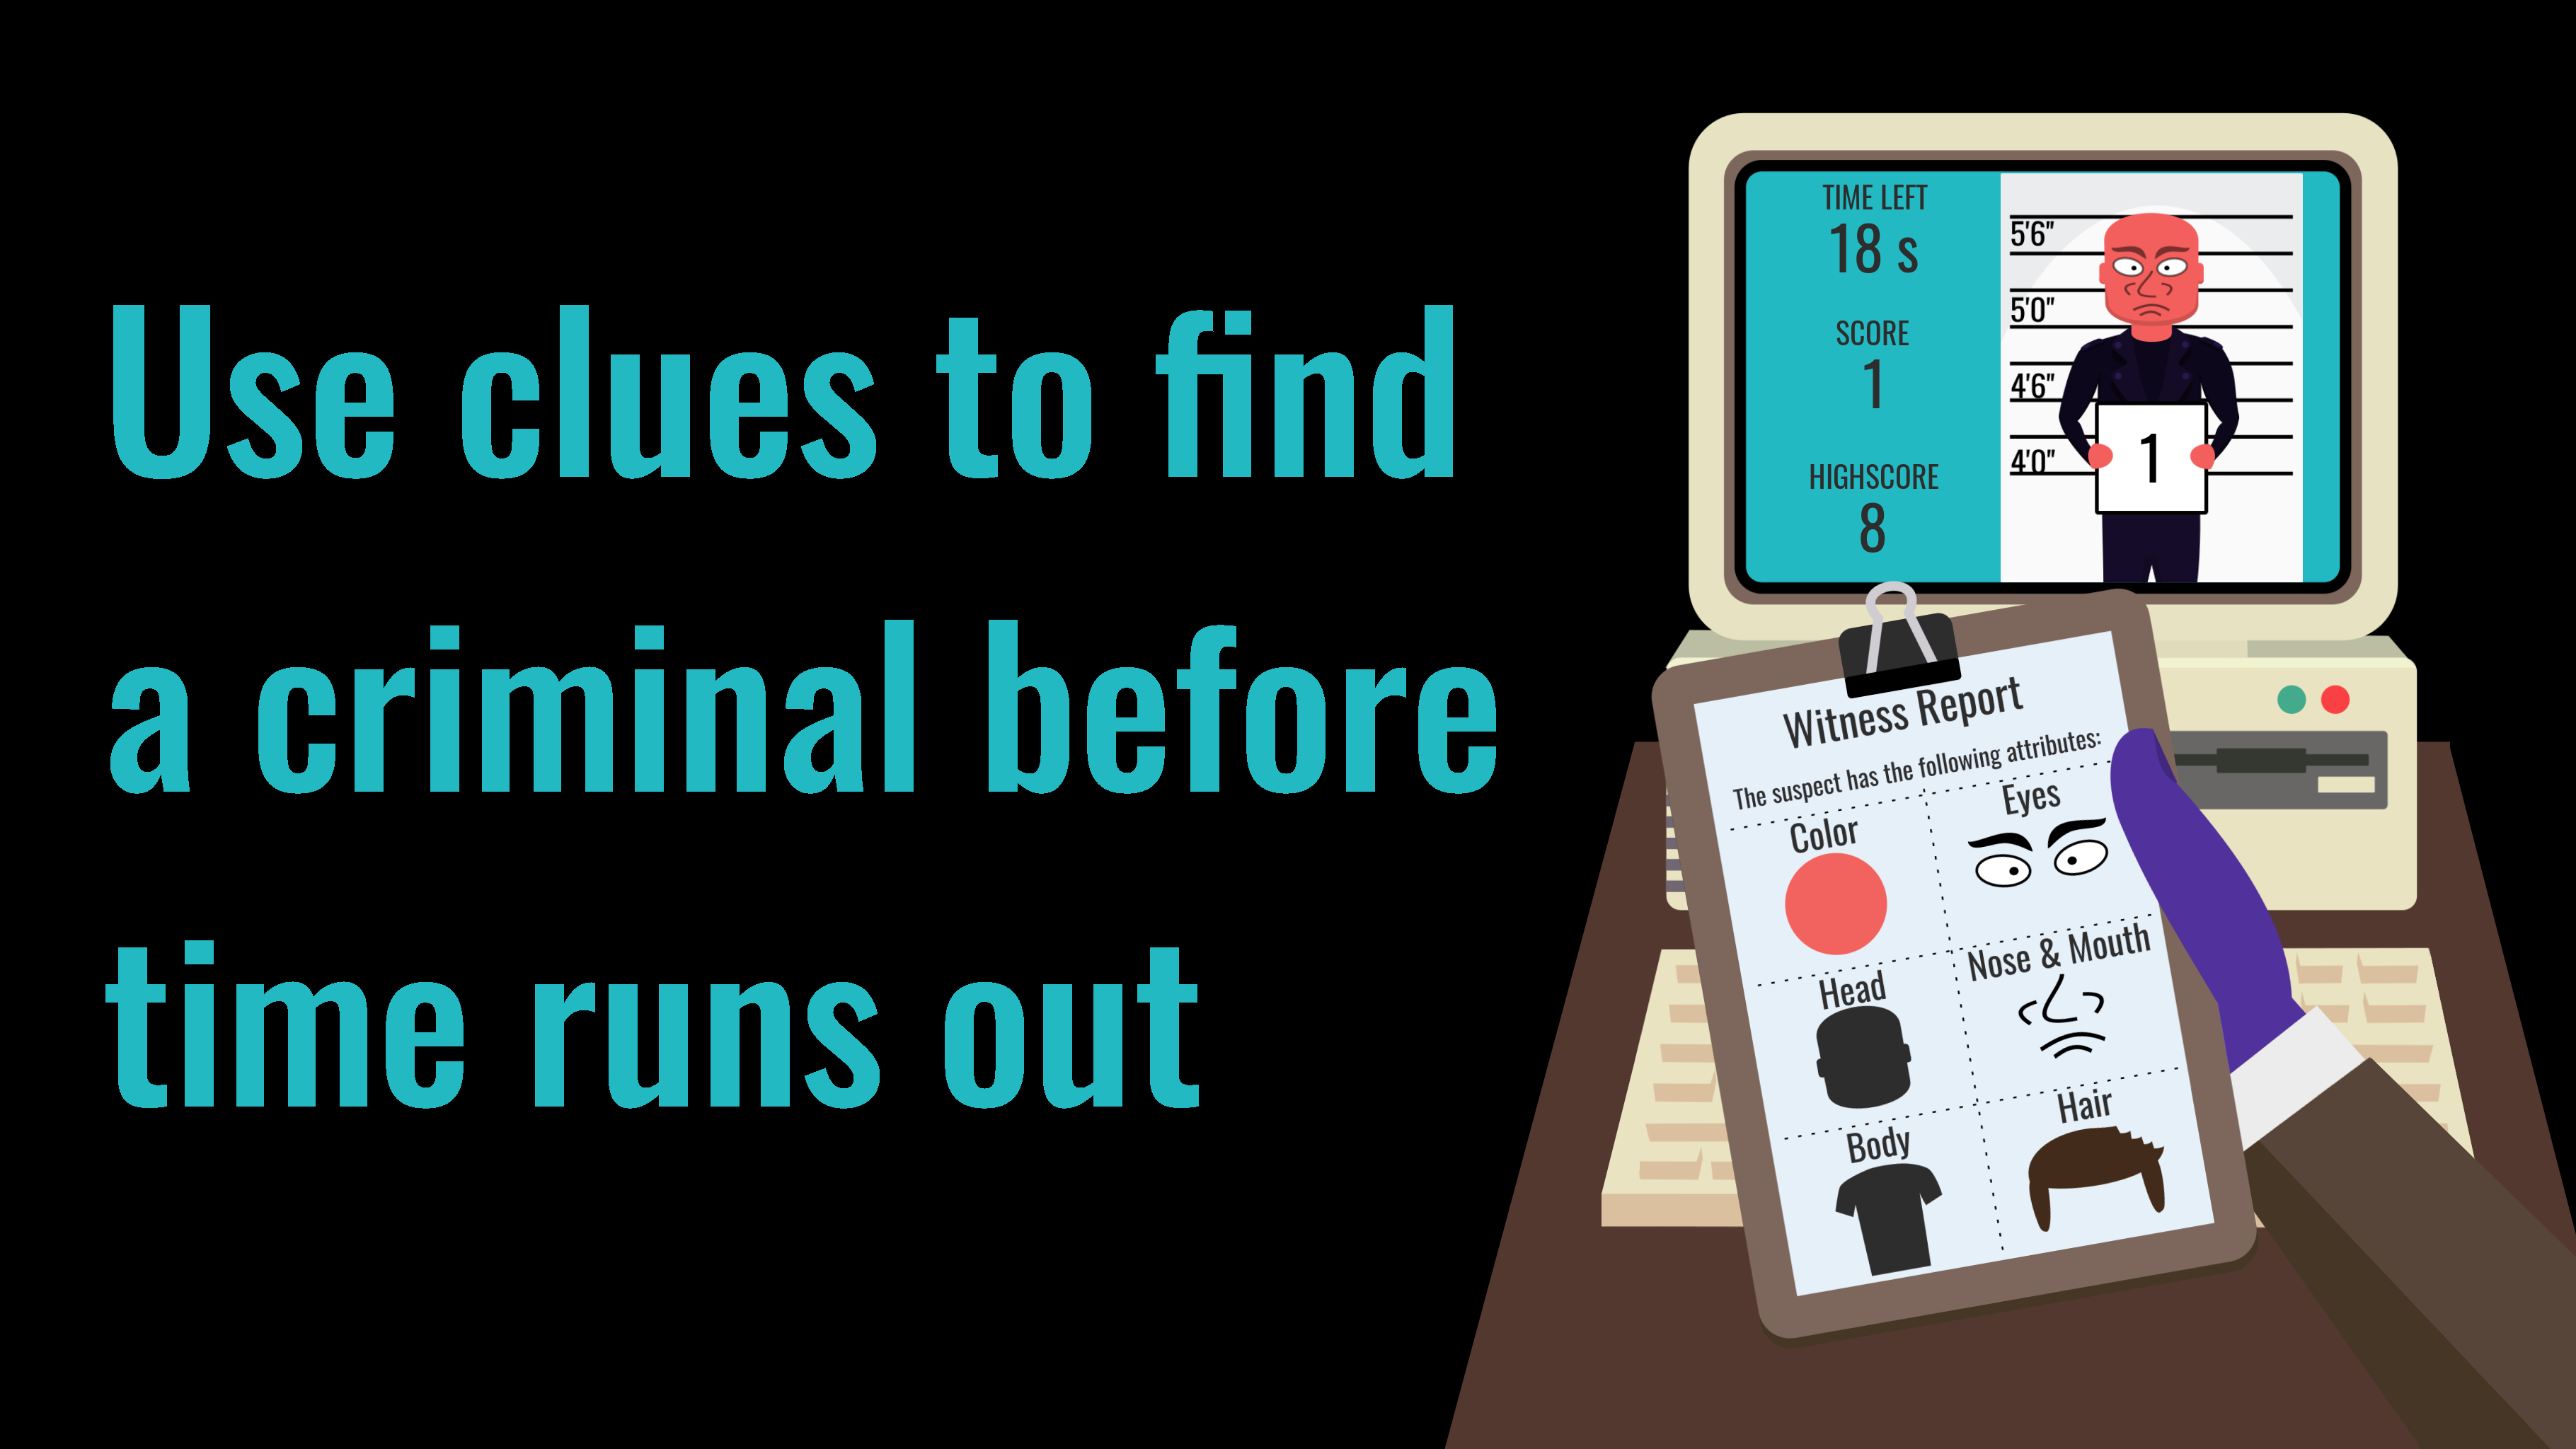 Use clues to find
a criminal before
time runs out
TIME LEFT
18 s
SCORE
1
HIGHSCORE
8
5'6"
5'0"
4'6"
4'0"
1
Witness Report
The suspect has the following attributes:
Color
Eyes
Head
Nose & Mouth
Body
Hair